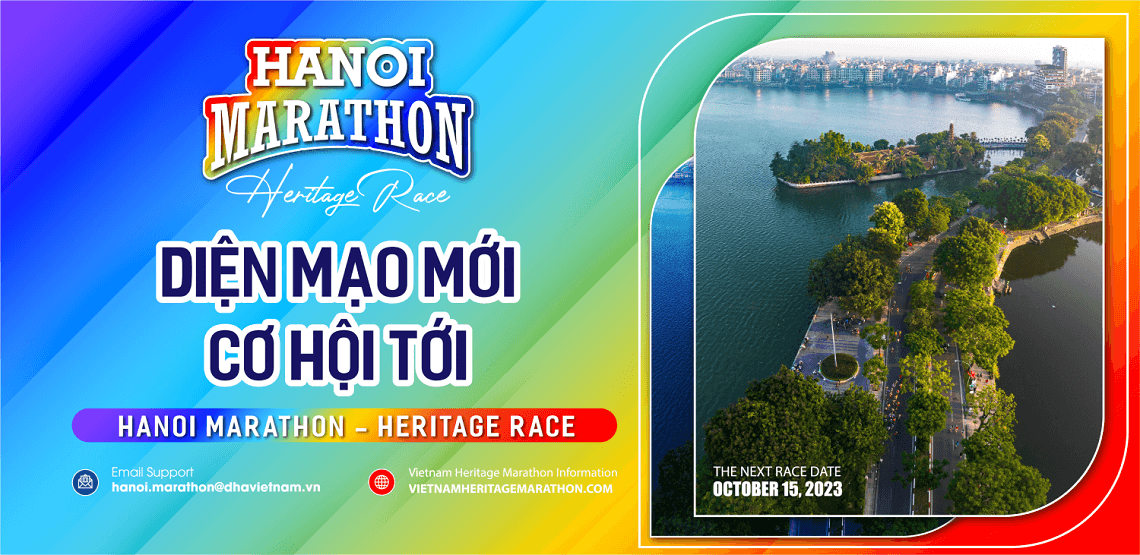 HANOI
MARATHON
Heritage Race
DIỆN MẠO MỚI
CƠ HỘI TỚI
HANOI MARATHON – HERITAGE RACE
Email Support
hanoi.marathon@dhavietnam.vn
Vietnam Heritage Marathon Information
VIETNAMHERITAGEMARATHON.COM
THE NEXT RACE DATE
OCTOBER 15, 2023